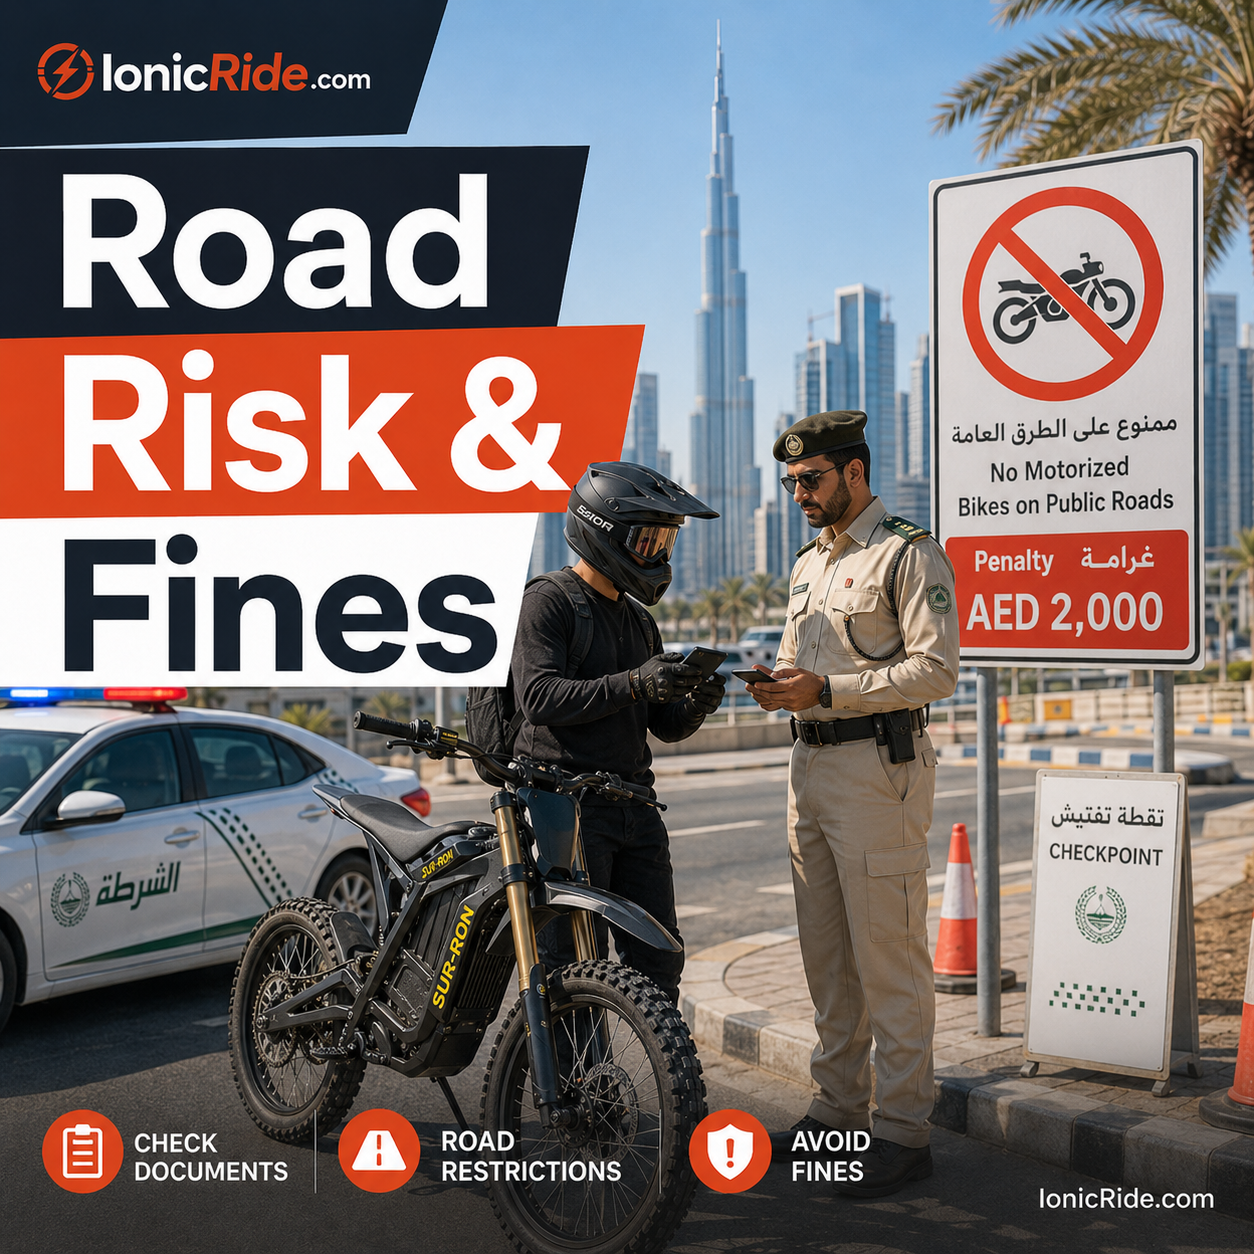 IonicRide.com
Road
Risk &
Fines
ممنوع على الطرق العامة
No Motorized
Bikes on Public Roads
Penalty غرامة
AED 2,000
نقطة تفتيش
CHECKPOINT
الشرطة
SUR-RON
SUR-RON
CHECK
DOCUMENTS
ROAD
RESTRICTIONS
AVOID
FINES
IonicRide.com